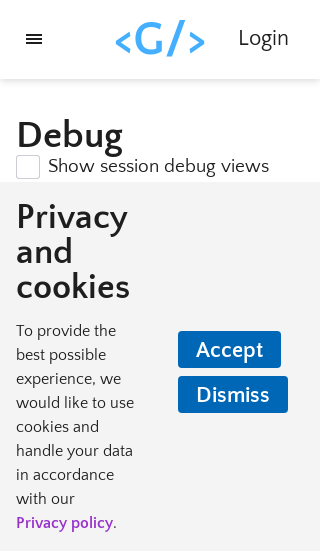 <G/>
Login
Debug
Show session debug views
Privacy
and
cookies
To provide the
best possible
experience, we
would like to use
cookies and
handle your data
in accordance
with our
Privacy policy.
Accept
Dismiss